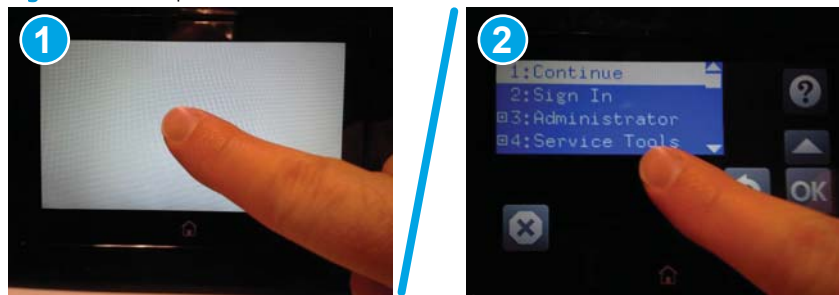 1
2
1:Continue
2:Sign In
3:Administrator
4:Service Tools
?
OK